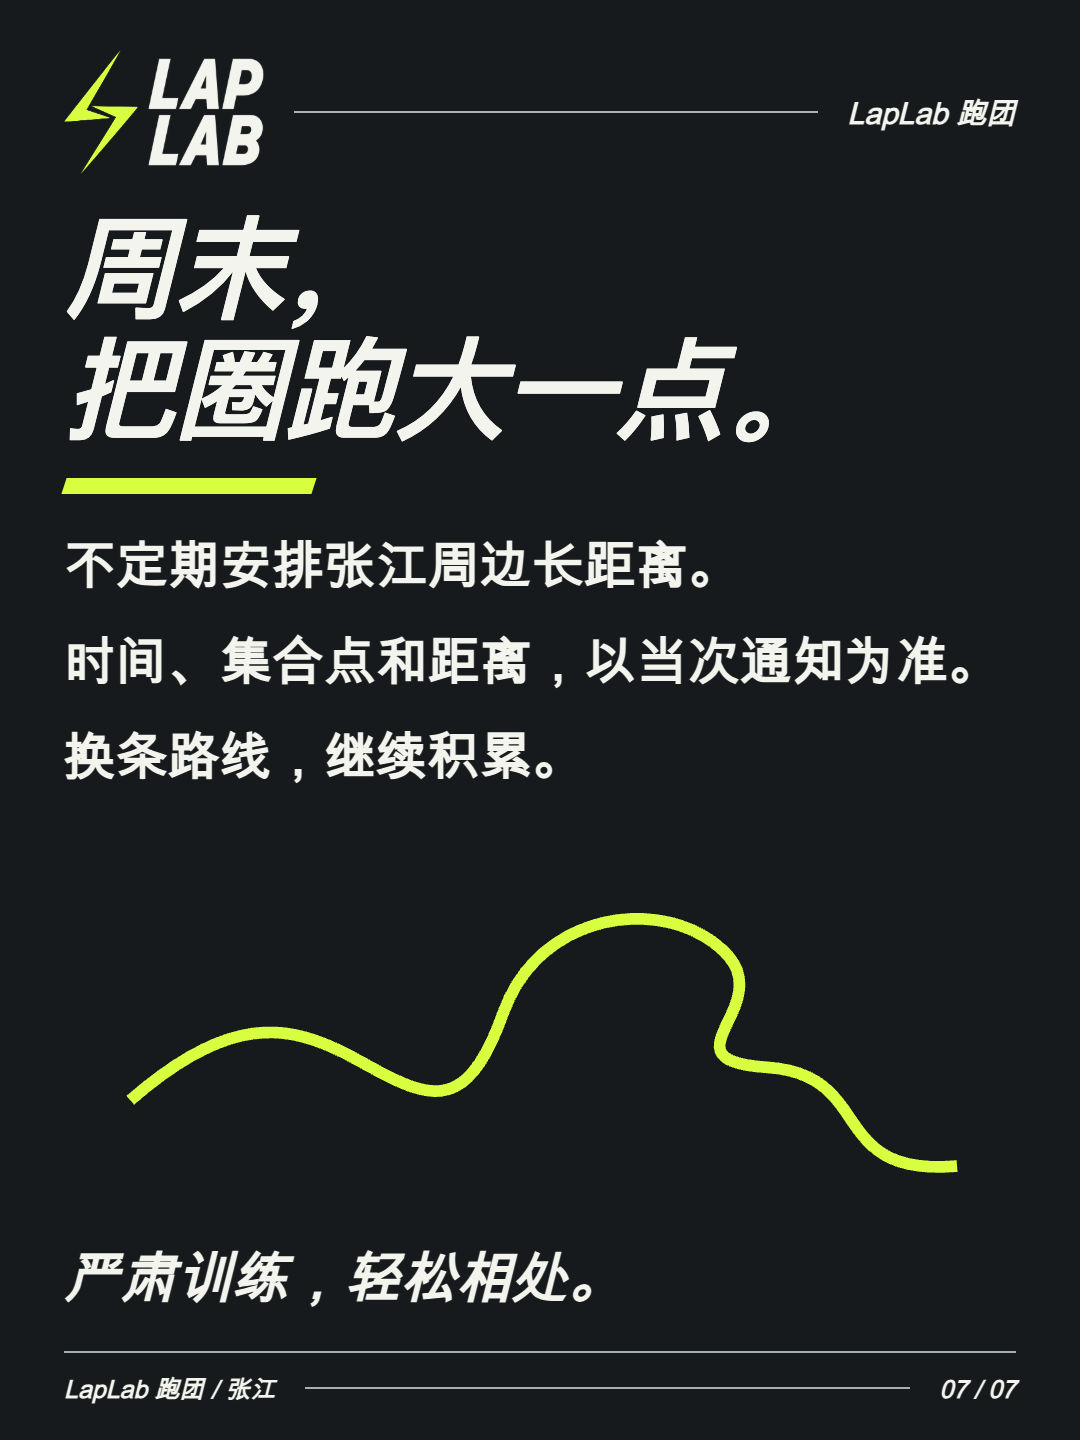 LAP
LAB
LapLab 跑团
周末，
把圈跑大一点。
不定期安排张江周边长距离。
时间、集合点和距离，以当次通知为准。
换条路线，继续积累。
严肃训练，轻松相处。
LapLab 跑团 / 张江
07 / 07